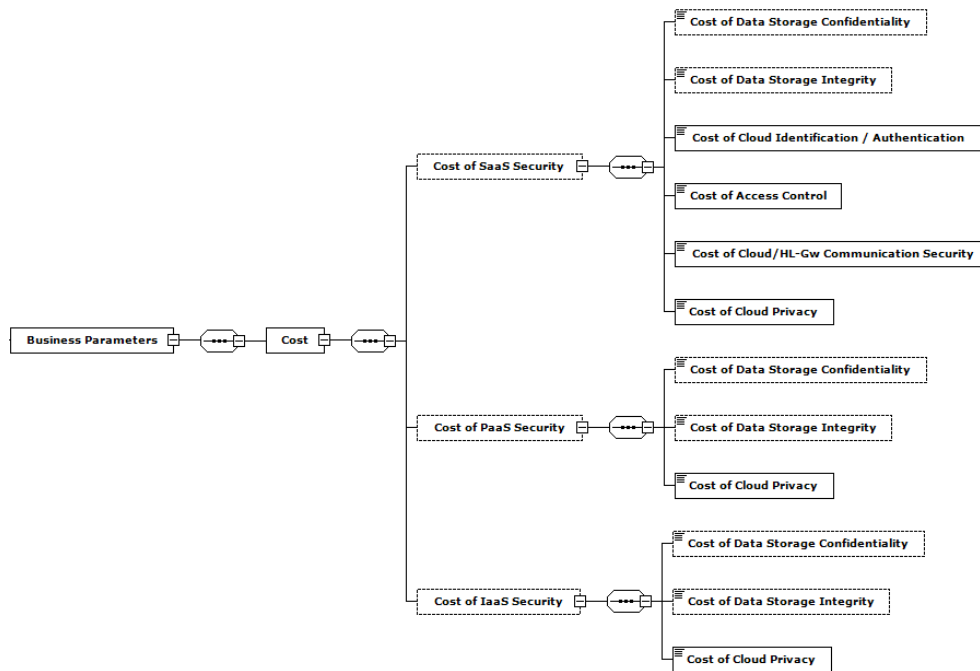 Cost of Data Storage Confidentiality
Cost of Data Storage Integrity
Cost of Cloud Identification / Authentication
Cost of SaaS Security
Cost of Access Control
Cost of Cloud/HL-Gw Communication Security
Cost of Cloud Privacy
Business Parameters
Cost
Cost of Data Storage Confidentiality
Cost of PaaS Security
Cost of Data Storage Integrity
Cost of Cloud Privacy
Cost of Data Storage Confidentiality
Cost of IaaS Security
Cost of Data Storage Integrity
Cost of Cloud Privacy